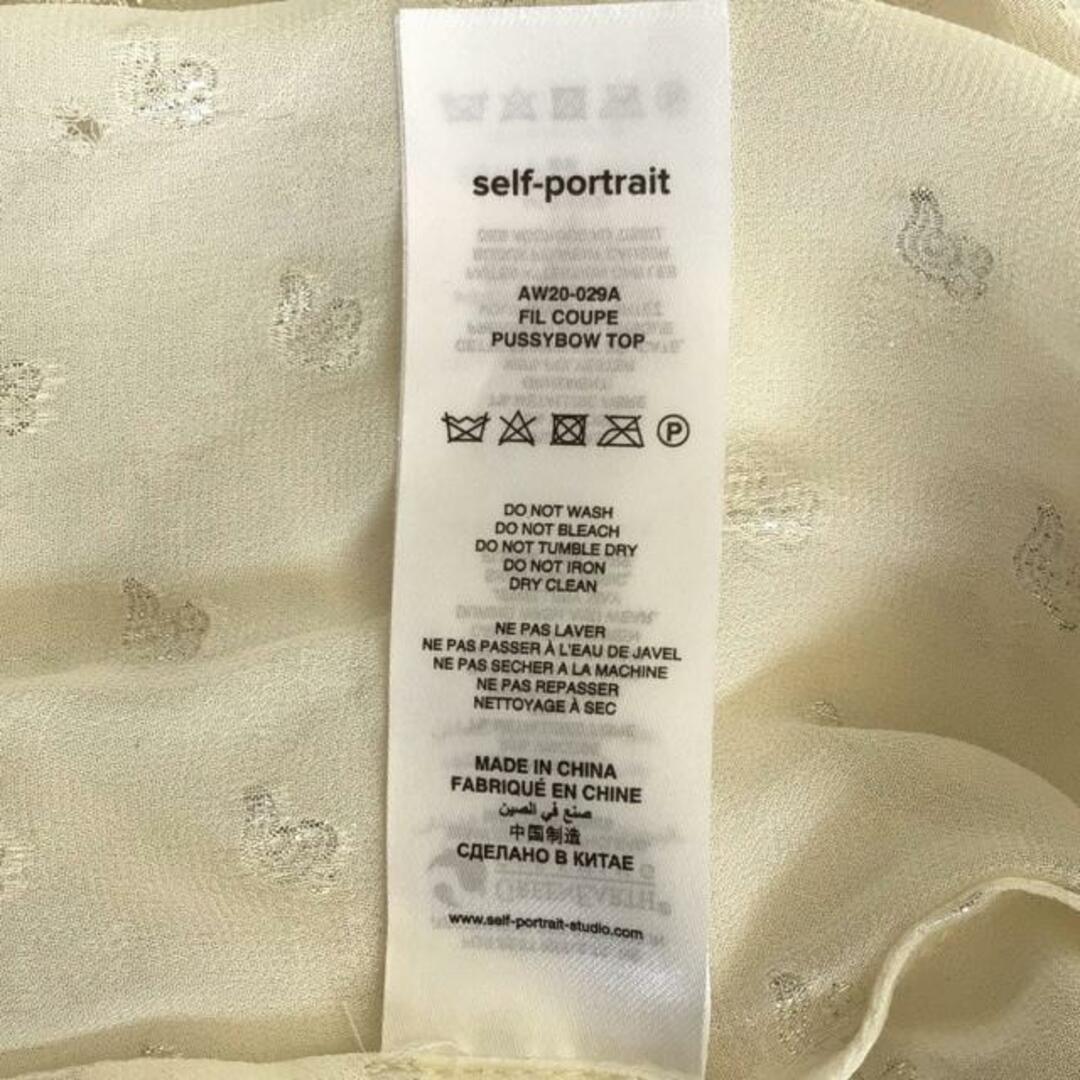 self-portrait
AW20-029A
FIL COUPE
PUSSYBOW TOP
P
DO NOT WASH
DO NOT BLEACH
DO NOT TUMBLE DRY
DO NOT IRON
DRY CLEAN
NE PAS LAVER
NE PAS PASSER À L'EAU DE JAVEL
NE PAS SECHER A LA MACHINE
NE PAS REPASSER
NETTOYAGE À SEC
MADE IN CHINA
FABRIQUÉ EN CHINE
صنع في الصين
中国制造
СДЕЛАНО В КИТАЕ
GREENEARTH
www.self-portrait-studio.com